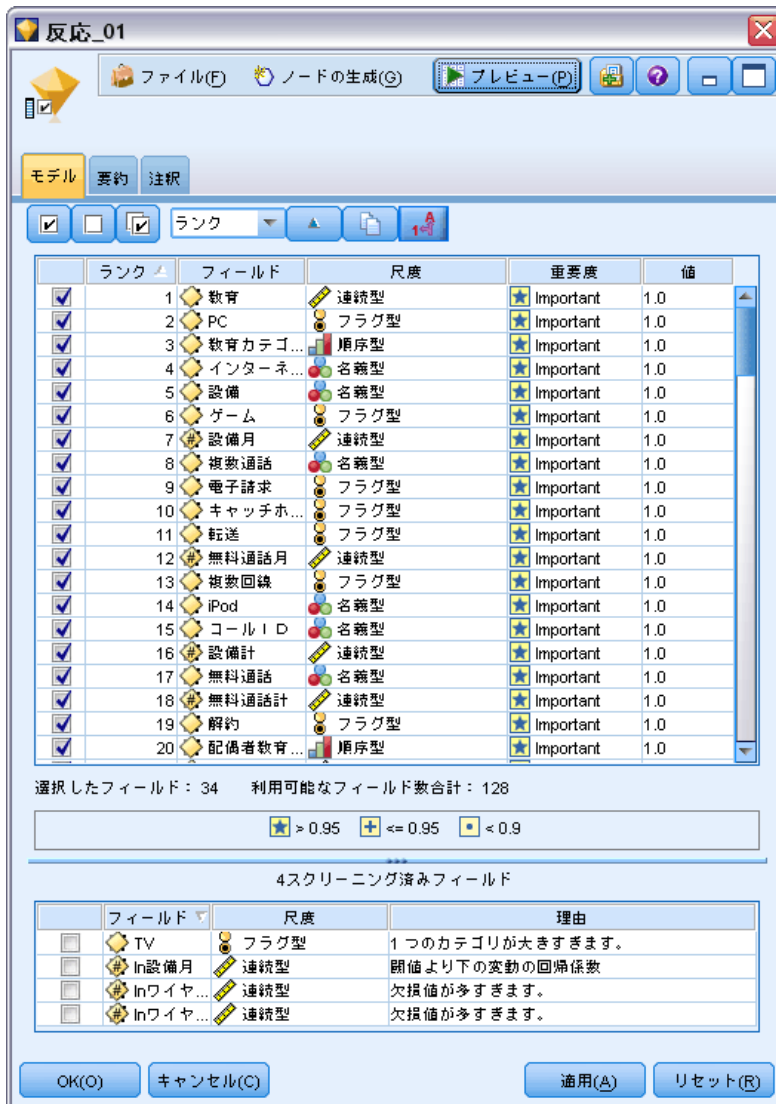 反応_01
ファイル(F) ノードの生成(G) プレビュー(P)
モデル 要約 注釈
ランク
ランク フィールド 尺度 重要度 値
1 教育 連続型 Important 1.0
2 PC フラグ型 Important 1.0
3 教育カテゴ... 順序型 Important 1.0
4 インターネ... 名義型 Important 1.0
5 設備 名義型 Important 1.0
6 ゲーム フラグ型 Important 1.0
7 設備月 連続型 Important 1.0
8 複数通話 名義型 Important 1.0
9 電子請求 フラグ型 Important 1.0
10 キャッチホ... フラグ型 Important 1.0
11 転送 フラグ型 Important 1.0
12 無料通話月 連続型 Important 1.0
13 複数回線 フラグ型 Important 1.0
14 iPod 名義型 Important 1.0
15 コールＩＤ 名義型 Important 1.0
16 設備計 連続型 Important 1.0
17 無料通話 名義型 Important 1.0
18 無料通話計 連続型 Important 1.0
19 解約 フラグ型 Important 1.0
20 配偶者教育... 順序型 Important 1.0
選択したフィールド：34 利用可能なフィールド数合計：128
> 0.95 <= 0.95 < 0.9
4スクリーニング済みフィールド
フィールド 尺度 理由
TV フラグ型 1 つのカテゴリが大きすぎます。
ln設備月 連続型 閾値より下の変動の回帰係数
lnワイヤ... 連続型 欠損値が多すぎます。
lnワイヤ... 連続型 欠損値が多すぎます。
OK(O) キャンセル(C) 適用(A) リセット(R)